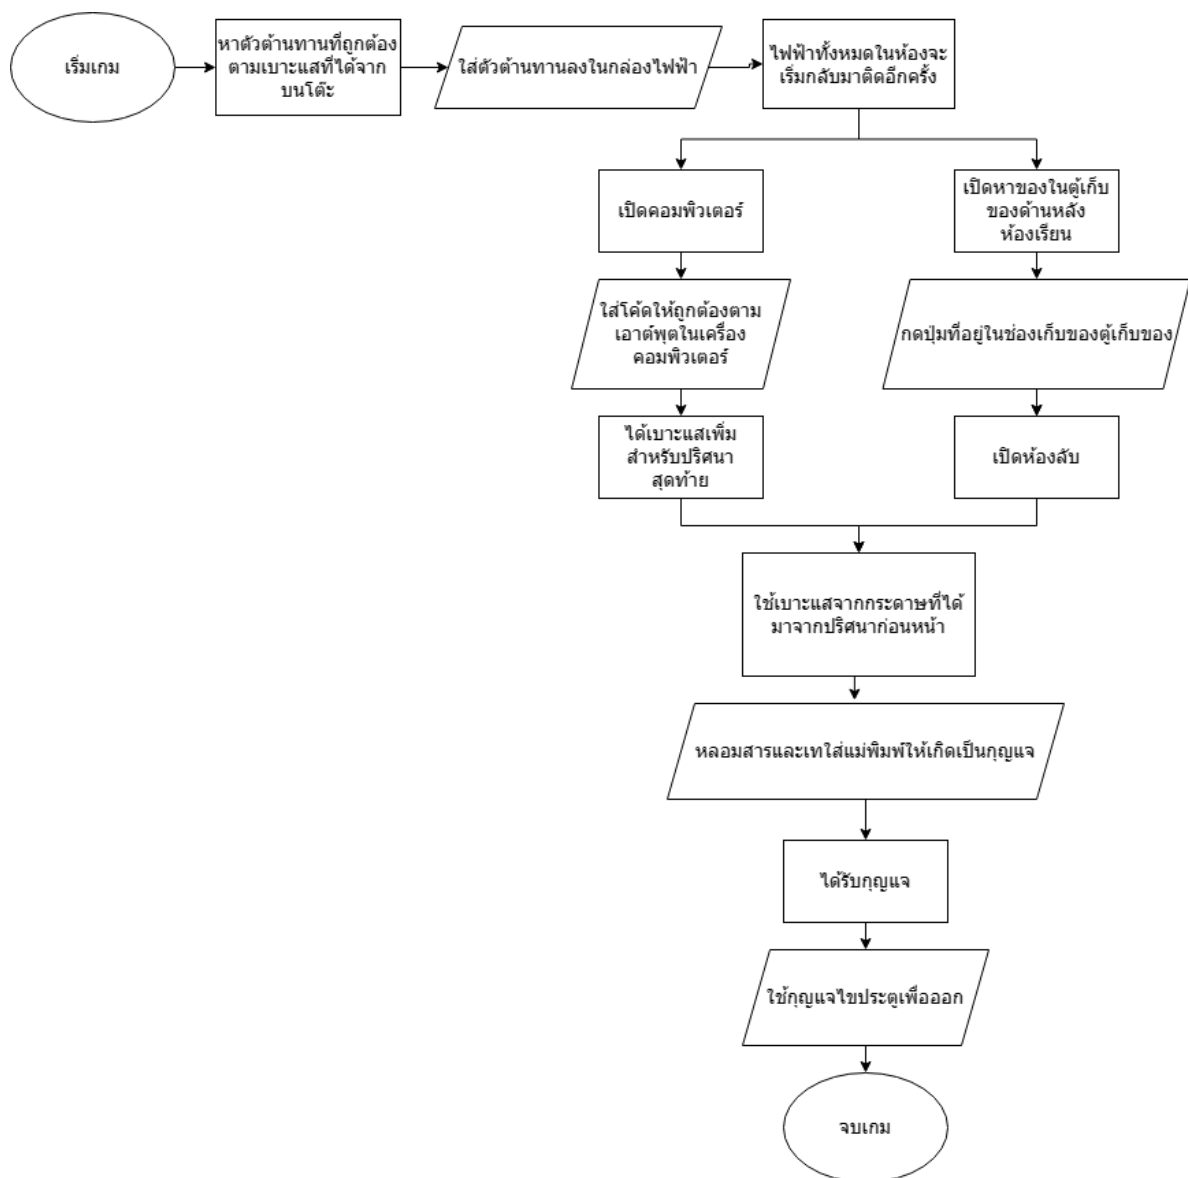 เริ่มเกม
หาตัวต้านทานที่ถูกต้อง
ตามเบาะแสที่ได้จาก
บนโต๊ะ
ใส่ตัวต้านทานลงในกล่องไฟฟ้า
ไฟฟ้าทั้งหมดในห้องจะ
เริ่มกลับมาติดอีกครั้ง
เปิดคอมพิวเตอร์
เปิดหาของในตู้เก็บ
ของด้านหลัง
ห้องเรียน
ใส่โค้ดให้ถูกต้องตาม
เอาต์พุตในเครื่อง
คอมพิวเตอร์
กดปุ่มที่อยู่ในช่องเก็บของตู้เก็บของ
ได้เบาะแสเพิ่ม
สำหรับปริศนา
สุดท้าย
เปิดห้องลับ
ใช้เบาะแสจากกระดาษที่ได้
มาจากปริศนาก่อนหน้า
หลอมสารและเทใส่แม่พิมพ์ให้เกิดเป็นกุญแจ
ได้รับกุญแจ
ใช้กุญแจไขประตูเพื่อออก
จบเกม